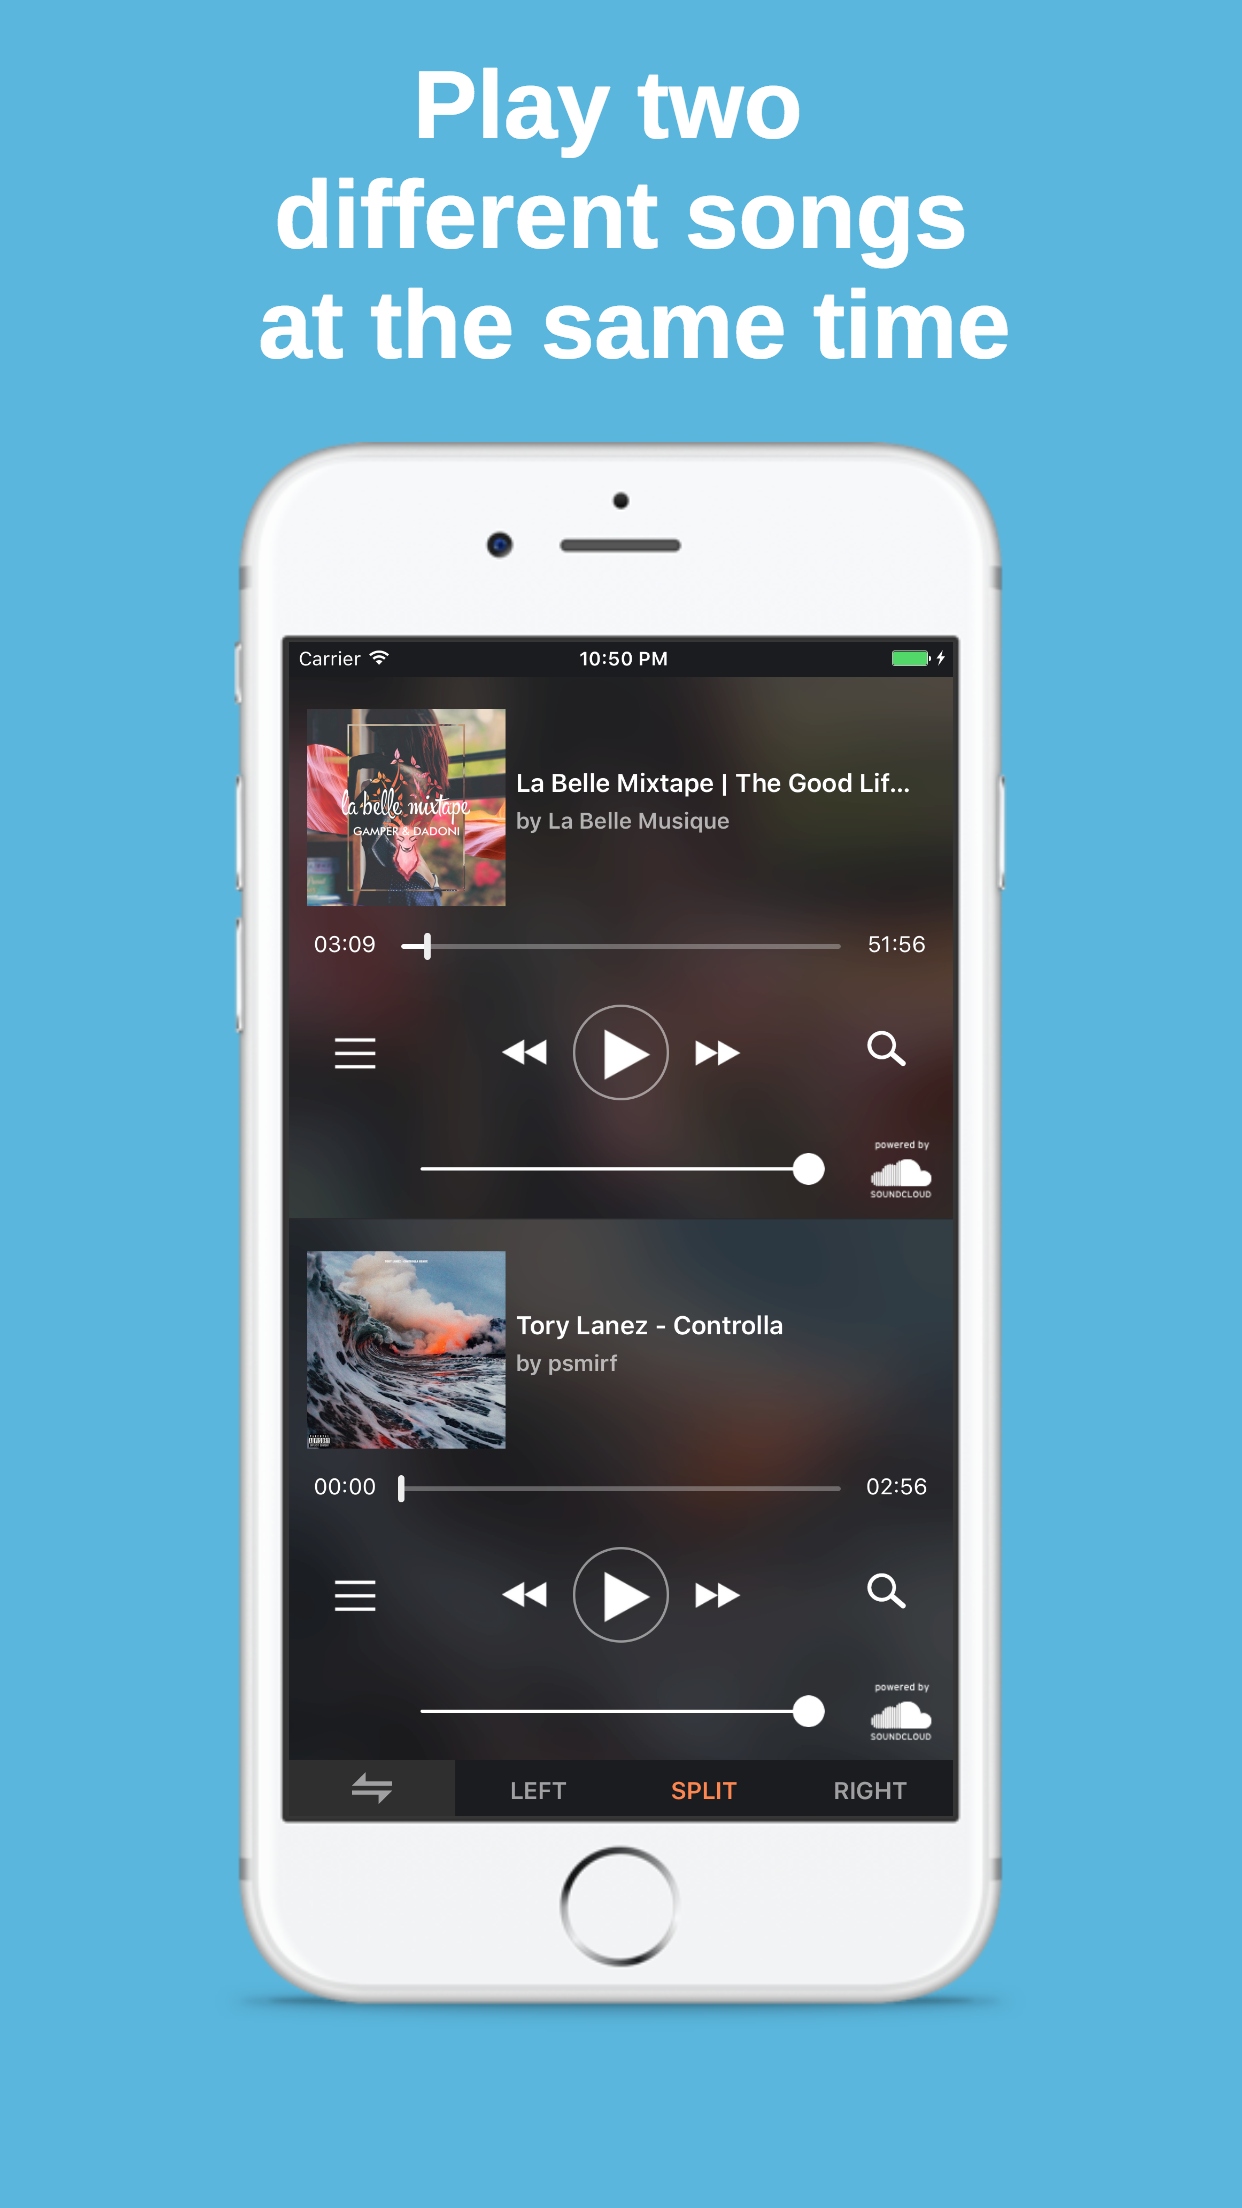 Play two
different songs
at the same time
Carrier
10:50 PM
la belle mixtape
GAMPER & DADONI
La Belle Mixtape | The Good Lif...
by La Belle Musique
03:09
51:56
powered by
SOUNDCLOUD
Tory Lanez - Controlla
by psmirf
00:00
02:56
powered by
SOUNDCLOUD
LEFT SPLIT RIGHT